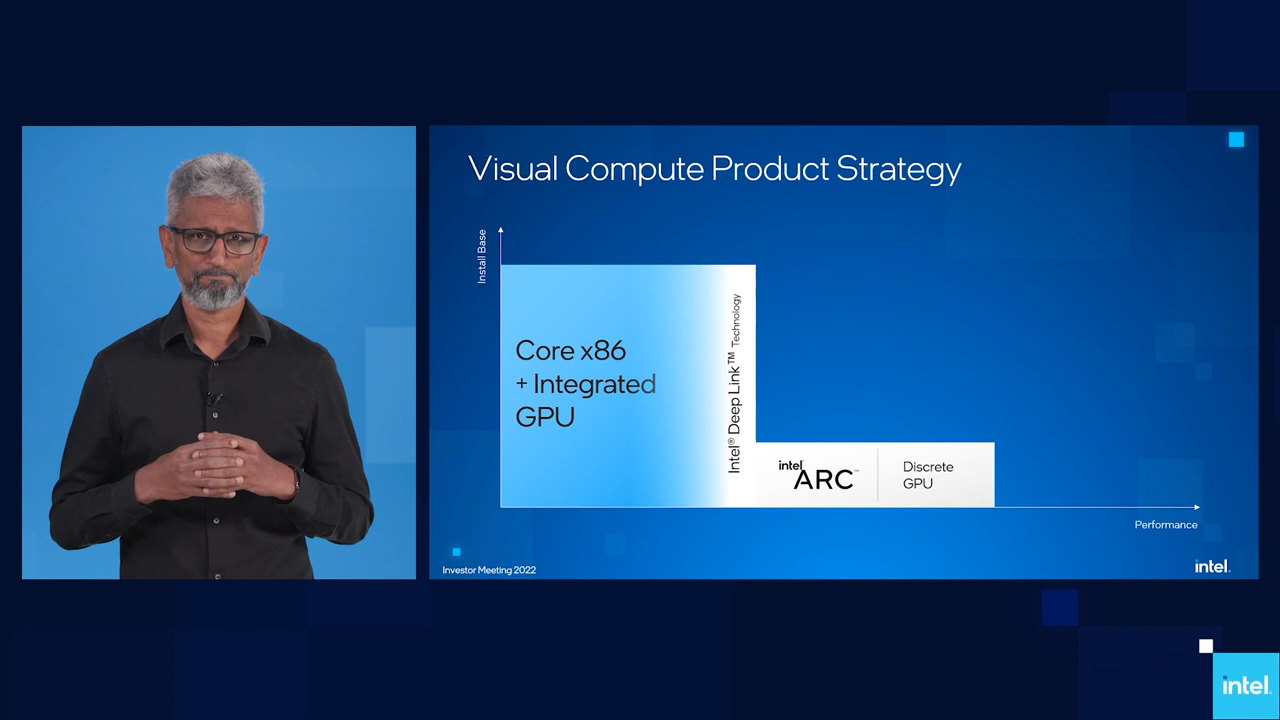 Visual Compute Product Strategy
Install Base
Core x86
+ Integrated
GPU
Intel® Deep Link™ Technology
intel
ARC™
Discrete
GPU
Performance
Investor Meeting 2022
intel.
intel.